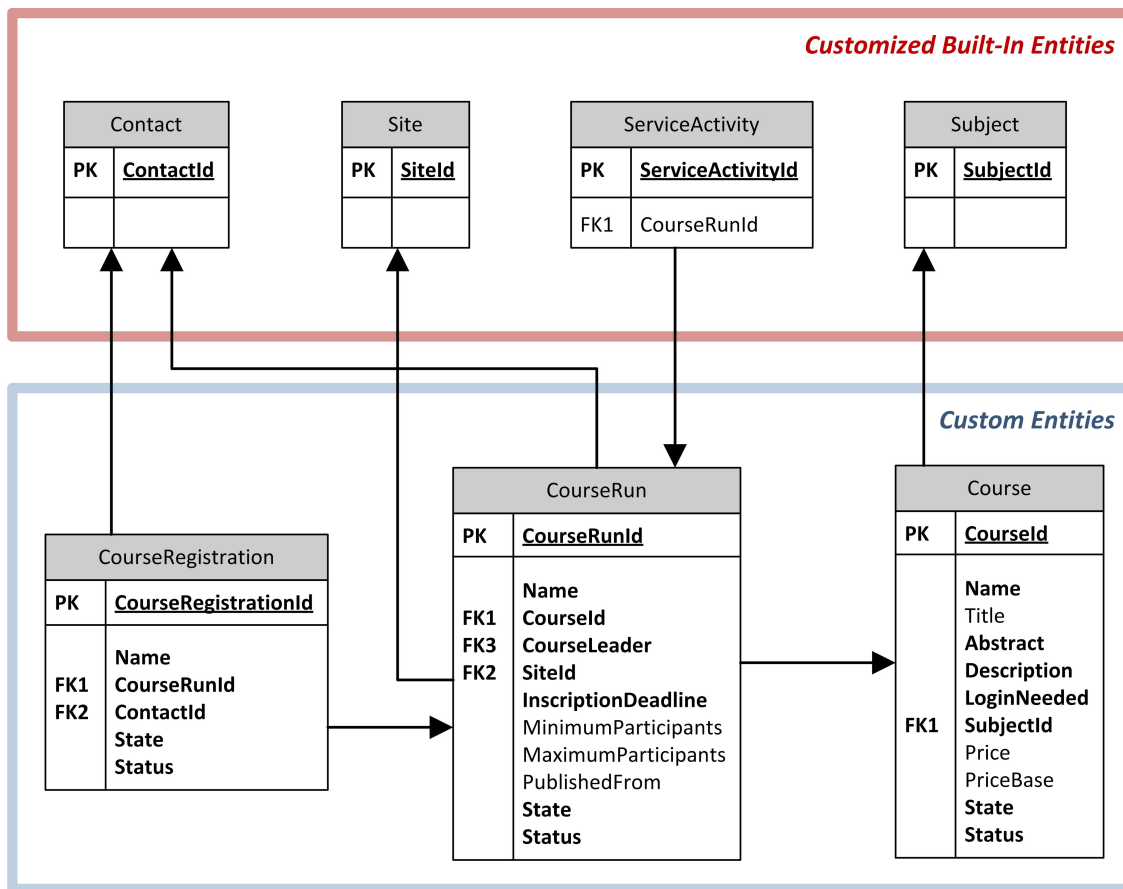 Customized Built-In Entities
Contact
PK ContactId
Site
PK SiteId
ServiceActivity
PK ServiceActivityId
FK1 CourseRunId
Subject
PK SubjectId
Custom Entities
CourseRegistration
PK CourseRegistrationId
Name
FK1 CourseRunId
FK2 ContactId
State
Status
CourseRun
PK CourseRunId
Name
FK1 CourseId
FK3 CourseLeader
FK2 SiteId
InscriptionDeadline
MinimumParticipants
MaximumParticipants
PublishedFrom
State
Status
Course
PK CourseId
Name
Title
Abstract
Description
LoginNeeded
FK1 SubjectId
Price
PriceBase
State
Status